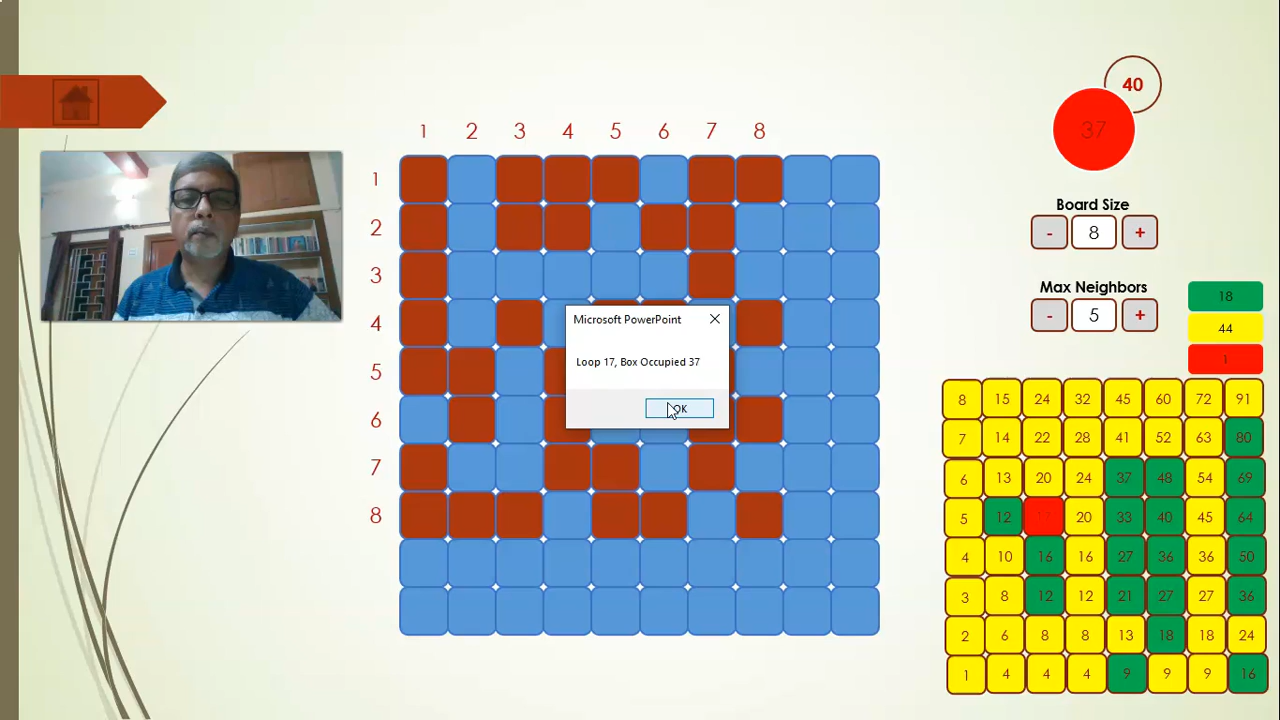 40
37
1 2 3 4 5 6 7 8
1
2
3
4
5
6
7
8
Board Size
- 8 +
Max Neighbors
- 5 +
18
44
1
Microsoft PowerPoint
Loop 17, Box Occupied 37
OK
8 15 24 32 45 60 72 91
7 14 22 28 41 52 63 80
6 13 20 24 37 48 54 69
5 12 20 33 40 45 64
4 10 16 16 27 36 36 50
3 8 12 12 21 27 27 36
2 6 8 8 13 18 18 24
1 4 4 4 9 9 9 16